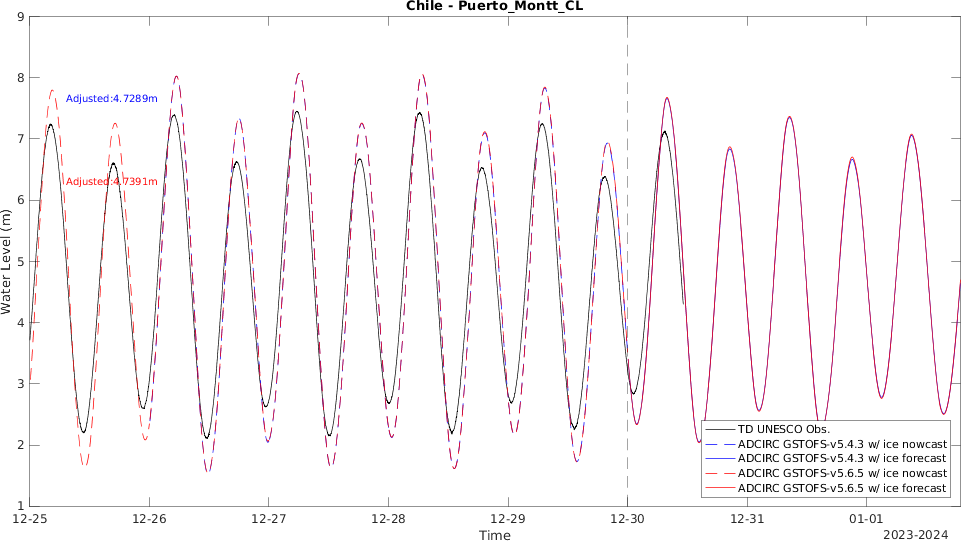 Chile - Puerto_Montt_CL
9
8
7
6
5
4
3
2
1
Water Level (m)
Adjusted:4.7289m
Adjusted:4.7391m
TD UNESCO Obs.
ADCIRC GSTOFS-v5.4.3 w/ ice nowcast
ADCIRC GSTOFS-v5.4.3 w/ ice forecast
ADCIRC GSTOFS-v5.6.5 w/ ice nowcast
ADCIRC GSTOFS-v5.6.5 w/ ice forecast
12-25 12-26 12-27 12-28 12-29 12-30 12-31 01-01
Time
2023-2024